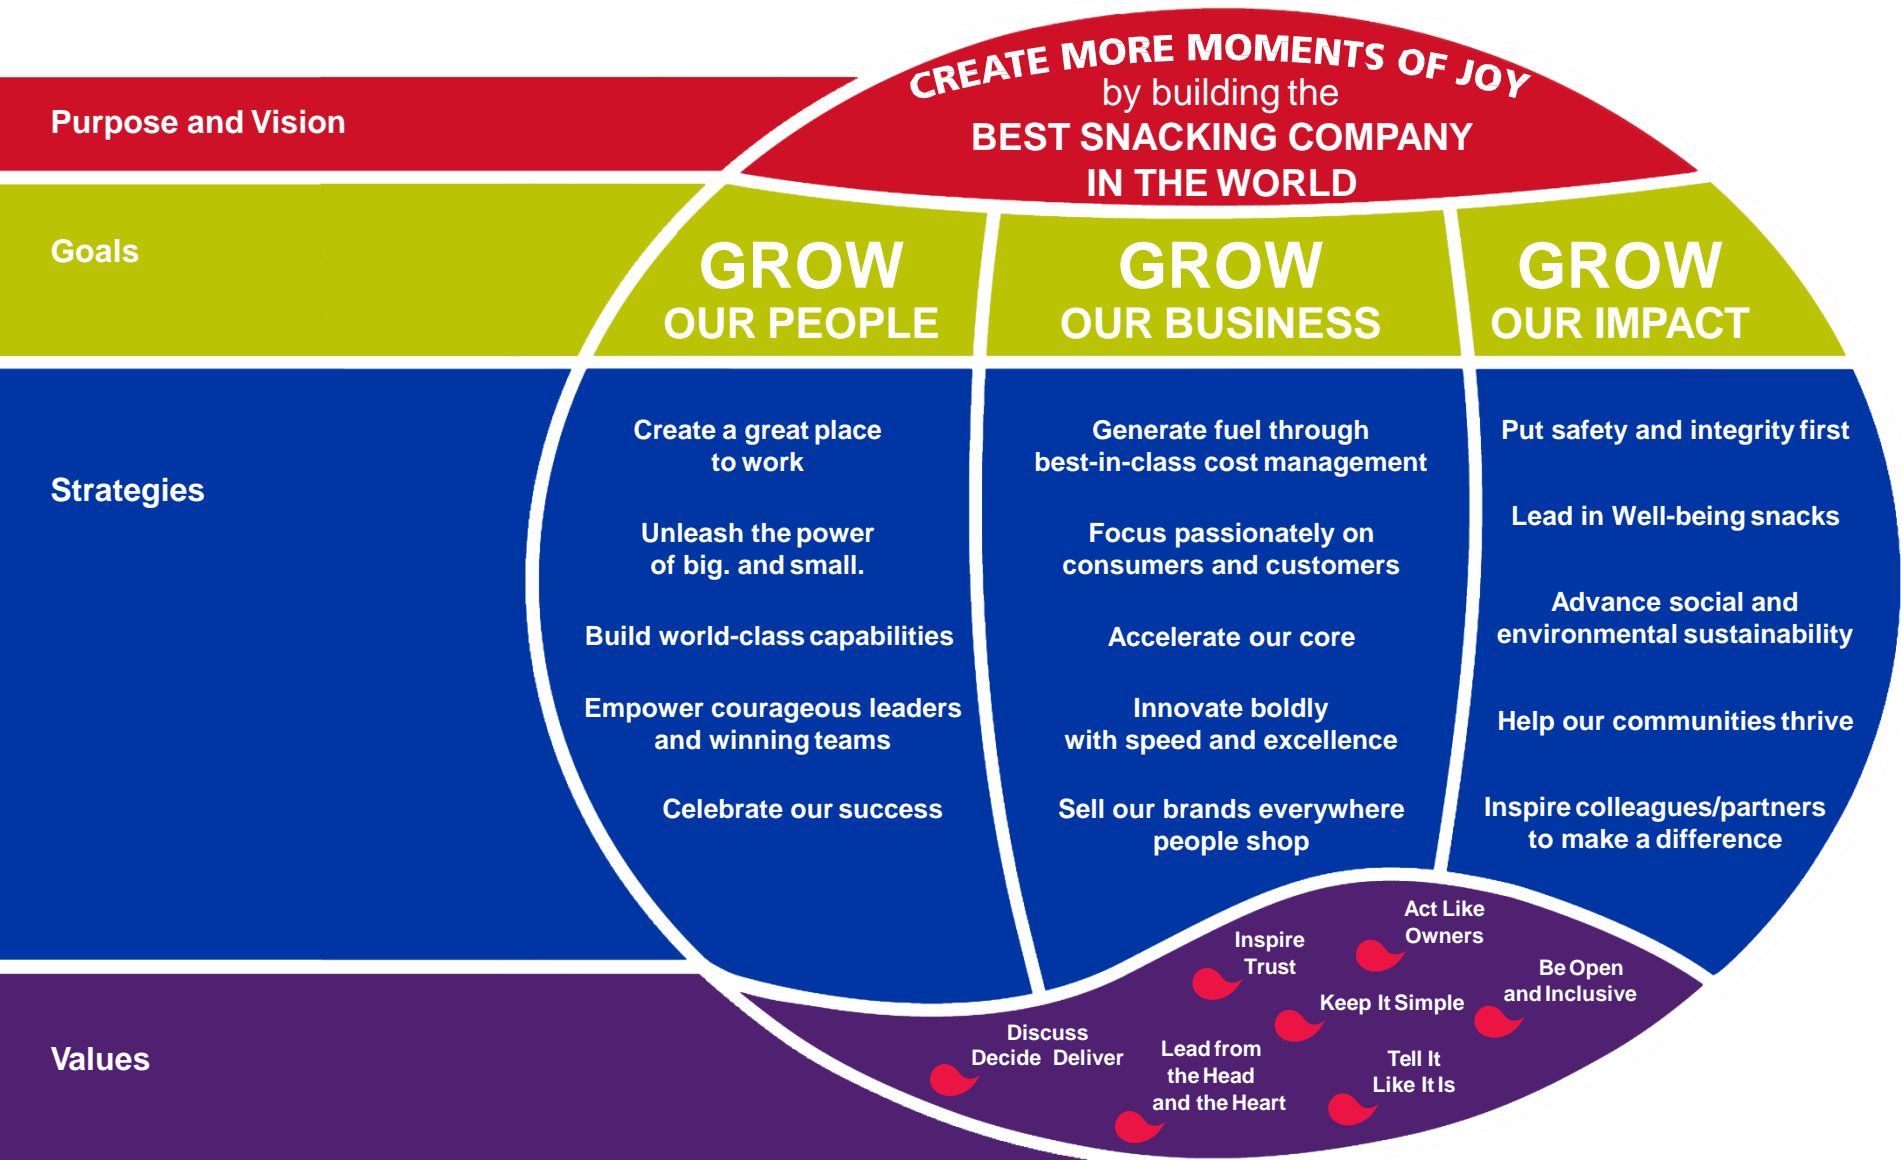 CREATE MORE MOMENTS OF JOY
by building the
BEST SNACKING COMPANY
IN THE WORLD
Purpose and Vision
Goals
GROW
OUR PEOPLE
GROW
OUR BUSINESS
GROW
OUR IMPACT
Strategies
Create a great place
to work
Unleash the power
of big. and small.
Build world-class capabilities
Empower courageous leaders
and winning teams
Celebrate our success
Generate fuel through
best-in-class cost management
Focus passionately on
consumers and customers
Accelerate our core
Innovate boldly
with speed and excellence
Sell our brands everywhere
people shop
Put safety and integrity first
Lead in Well-being snacks
Advance social and
environmental sustainability
Help our communities thrive
Inspire colleagues/partners
to make a difference
Values
Discuss
Decide Deliver
Inspire
Trust
Lead from
the Head
and the Heart
Act Like
Owners
Keep It Simple
Tell It
Like It Is
Be Open
and Inclusive